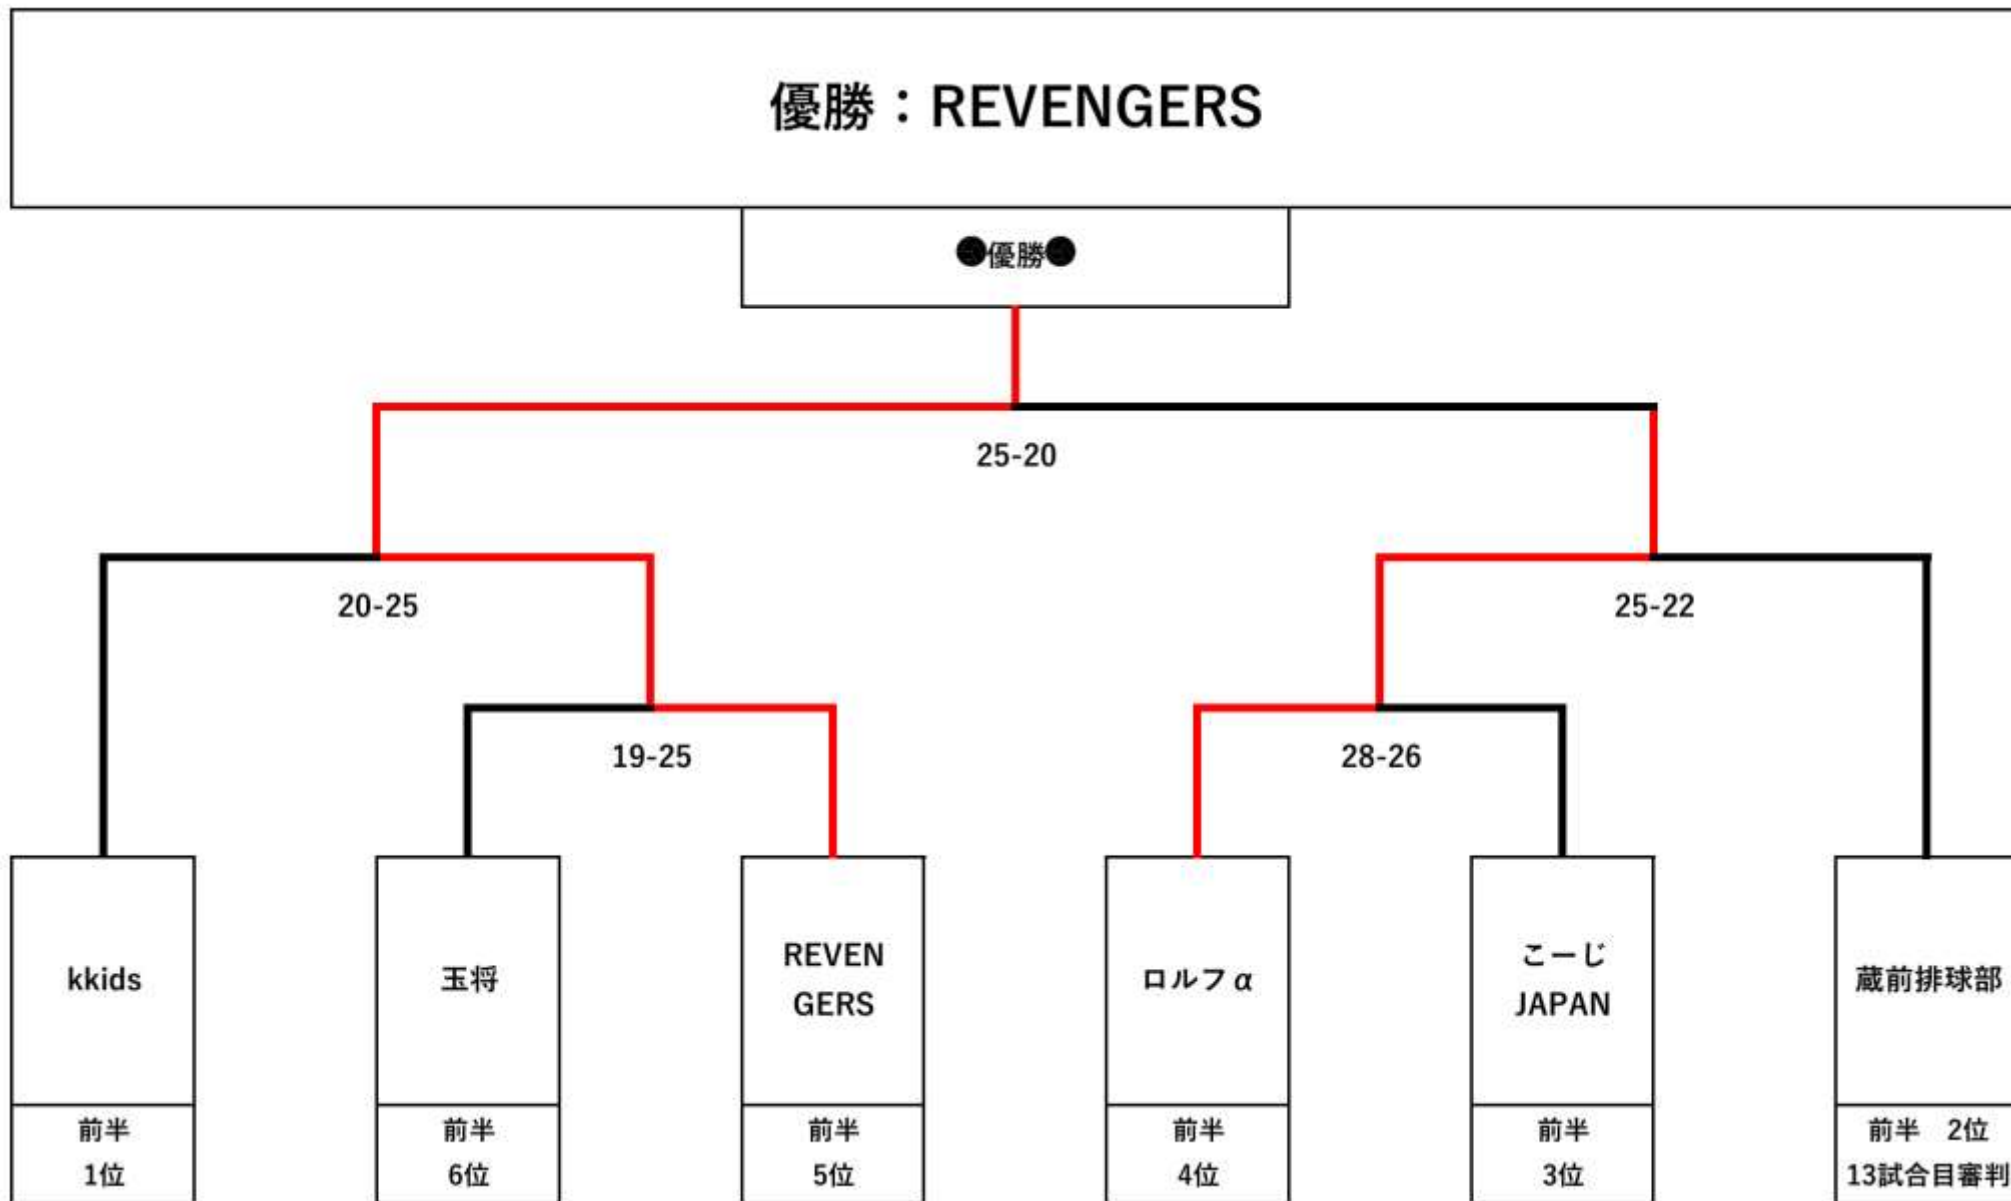 優勝：REVENGERS
●優勝●
25-20
20-25
25-22
19-25
28-26
kkids
玉将
REVEN
GERS
ロルフα
こーじ
JAPAN
蔵前排球部
前半
1位
前半
6位
前半
5位
前半
4位
前半
3位
前半　2位
13試合目審判